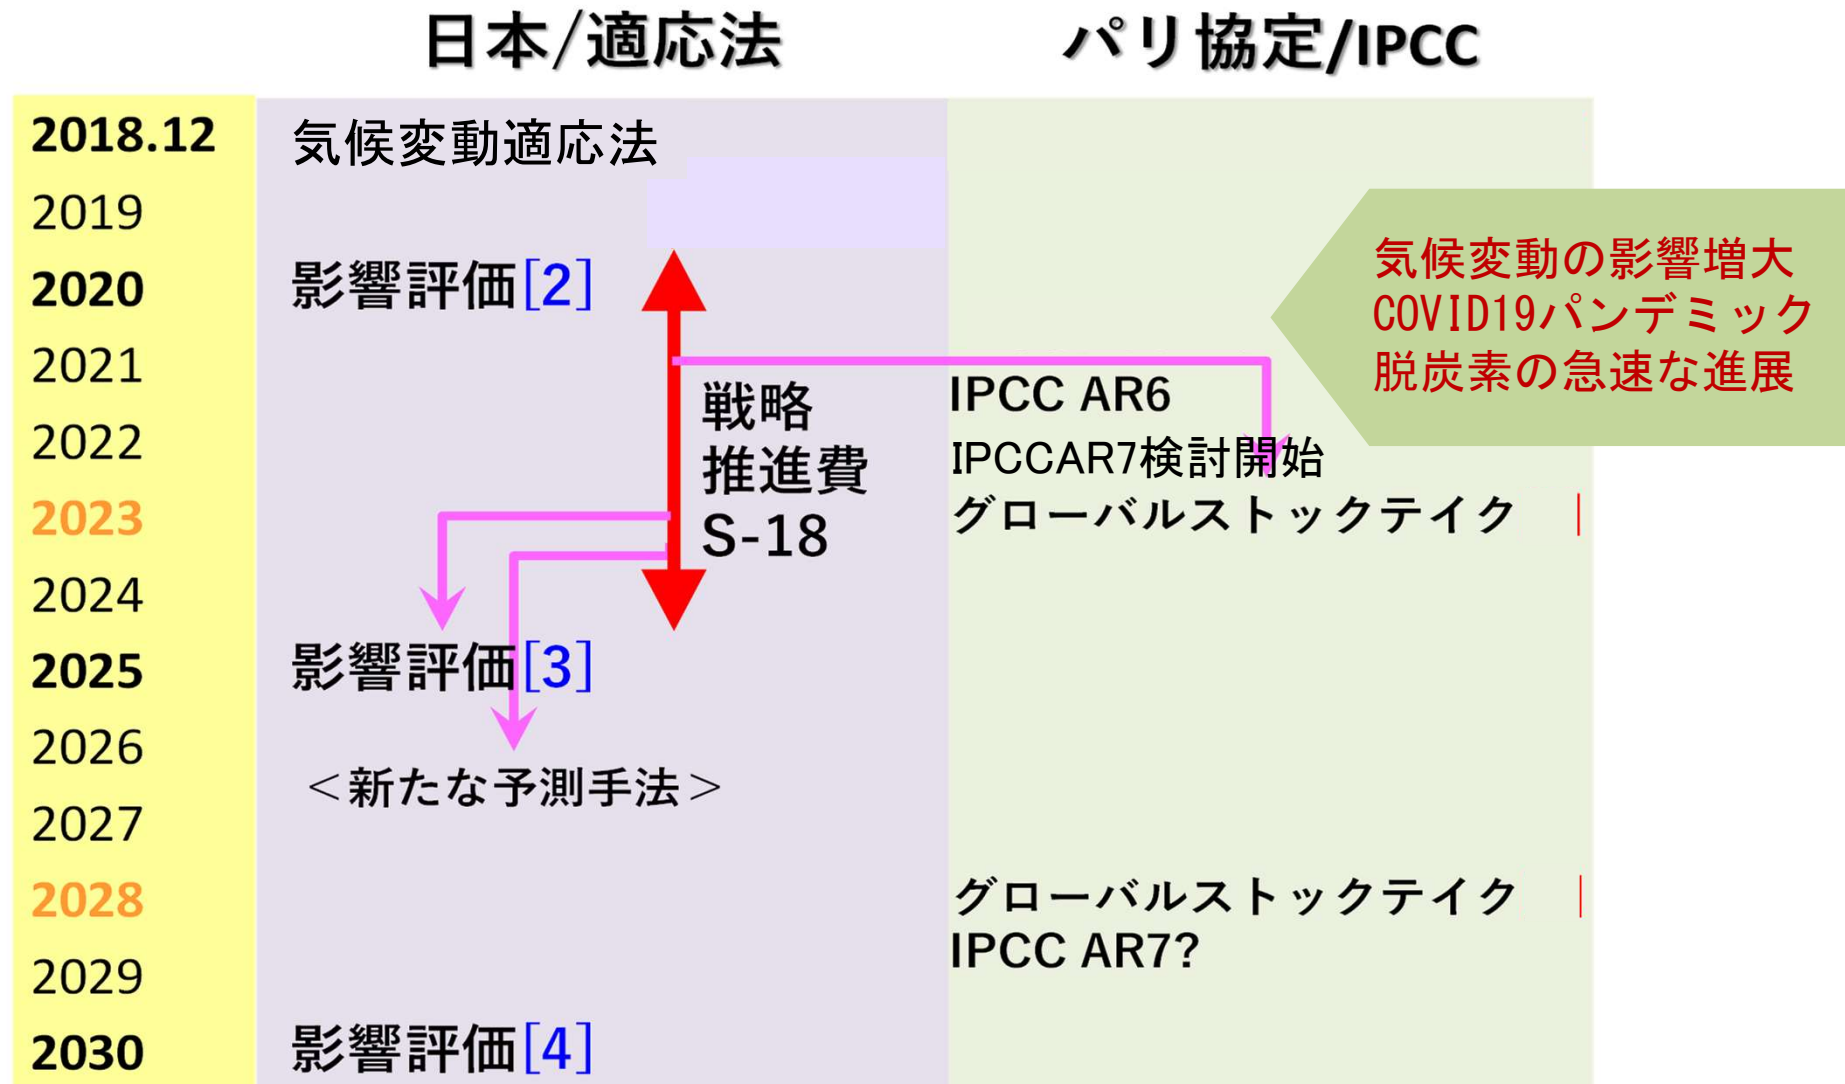 日本/適応法
パリ協定/IPCC
2018.12
気候変動適応法
2019
2020
影響評価[2]
気候変動の影響増大
COVID19パンデミック
脱炭素の急速な進展
2021
戦略
推進費
S-18
IPCC AR6
2022
IPCCAR7検討開始
2023
グローバルストックテイク
2024
2025
影響評価[3]
2026
＜新たな予測手法＞
2027
2028
グローバルストックテイク
IPCC AR7?
2029
2030
影響評価[4]